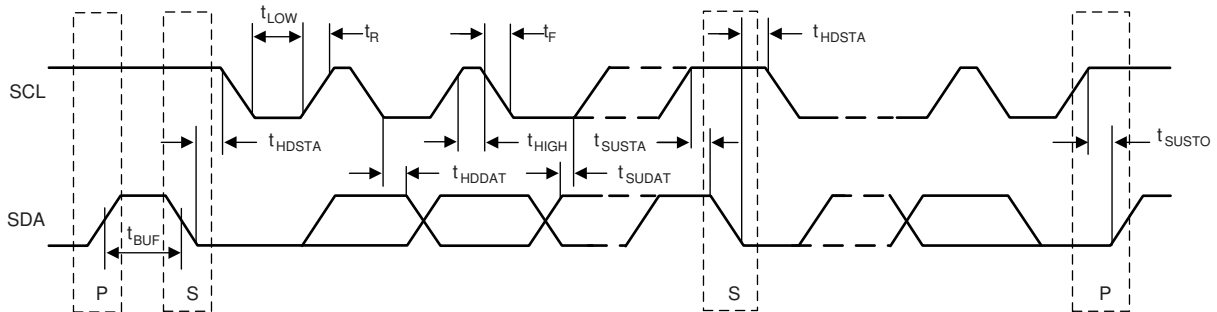 tLOW
tR
tF
tHDSTA
SCL
tHDSTA
tHIGH
tSUSTA
tSUSTO
tHDDAT
tSUDAT
SDA
tBUF
P
S
S
P